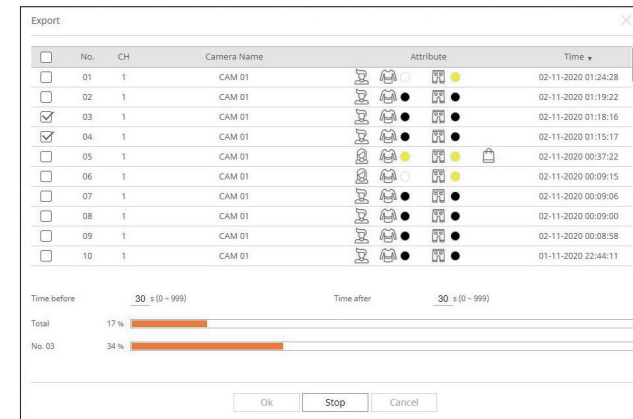 Export
No. CH Camera Name Attribute Time
01 1 CAM 01 02-11-2020 01:24:28
02 1 CAM 01 02-11-2020 01:19:22
03 1 CAM 01 02-11-2020 01:18:16
04 1 CAM 01 02-11-2020 01:15:17
05 1 CAM 01 02-11-2020 00:37:22
06 1 CAM 01 02-11-2020 00:09:15
07 1 CAM 01 02-11-2020 00:09:06
08 1 CAM 01 02-11-2020 00:09:00
09 1 CAM 01 02-11-2020 00:08:58
10 1 CAM 01 01-11-2020 22:44:11
Time before 30 s (0 ~ 999) Time after 30 s (0 ~ 999)
Total 17 %
No. 03 34 %
Ok Stop Cancel